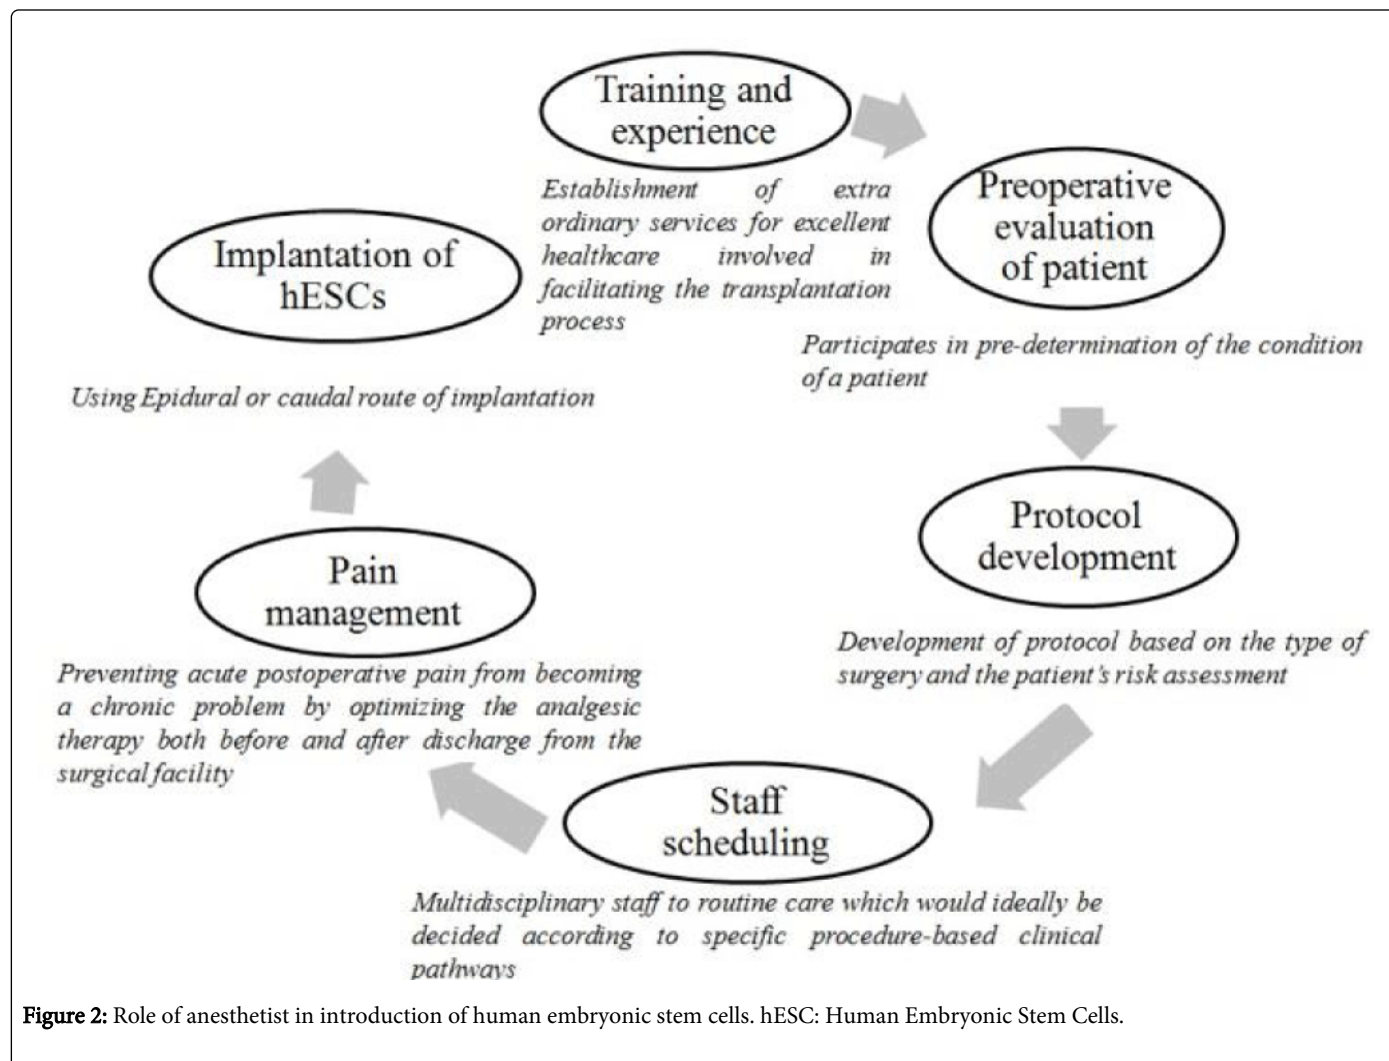 Training and
experience
Establishment of extra
ordinary services for excellent
healthcare involved in
facilitating the transplantation
process
Preoperative
evaluation
of patient
Participates in pre-determination of the condition
of a patient
Protocol
development
Development of protocol based on the type of
surgery and the patient's risk assessment
Staff
scheduling
Multidisciplinary staff to routine care which would ideally be
decided according to specific procedure-based clinical
pathways
Pain
management
Preventing acute postoperative pain from becoming
a chronic problem by optimizing the analgesic
therapy both before and after discharge from the
surgical facility
Implantation of
hESCs
Using Epidural or caudal route of implantation
Figure 2: Role of anesthetist in introduction of human embryonic stem cells. hESC: Human Embryonic Stem Cells.